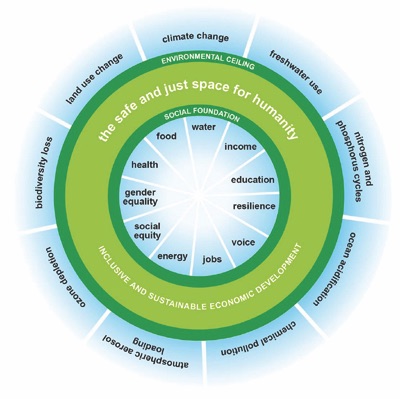 climate change
freshwater use
nitrogen and
phosphorus cycles
ocean acidification
chemical pollution
atmospheric aerosol
loading
ozone depletion
biodiversity loss
land use change
ENVIRONMENTAL CEILING
the safe and just space for humanity
SOCIAL FOUNDATION
water
income
education
resilience
voice
jobs
energy
social
equity
gender
equality
health
food
INCLUSIVE AND SUSTAINABLE ECONOMIC DEVELOPMENT